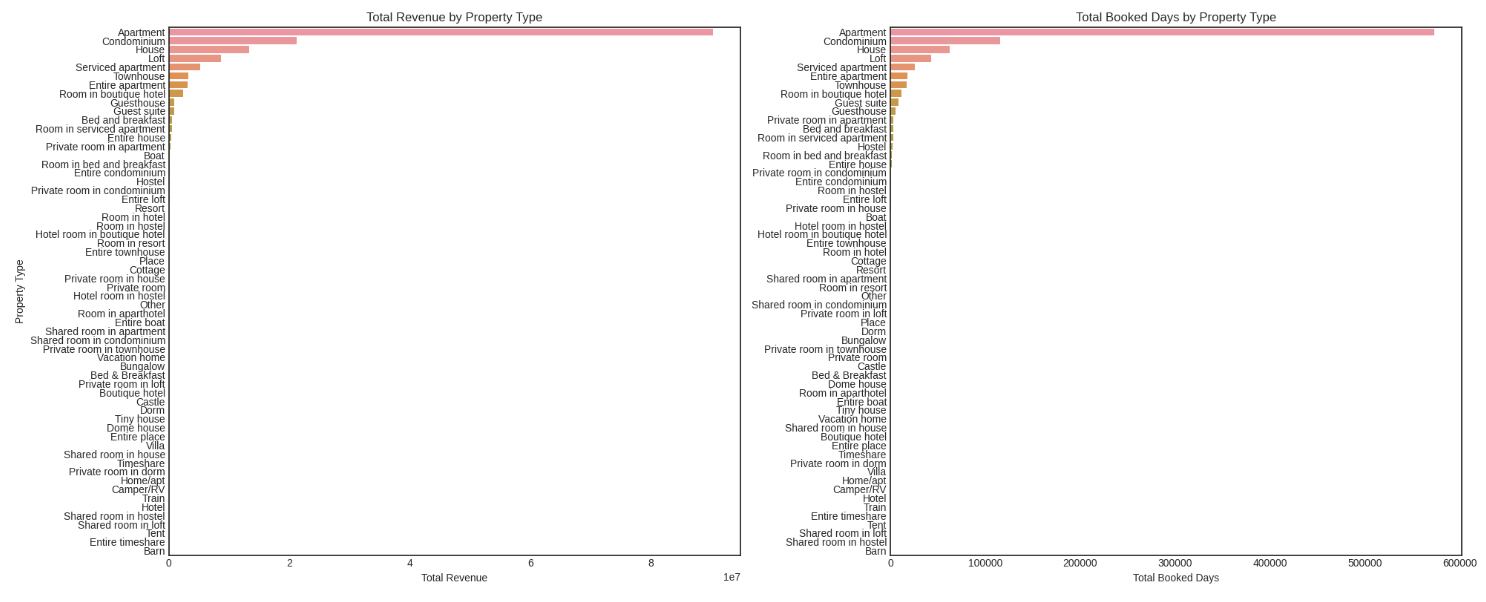 Total Revenue by Property Type
Property Type
Apartment
Condominium
House
Loft
Serviced apartment
Townhouse
Entire apartment
Room in boutique hotel
Guesthouse
Guest suite
Bed and breakfast
Room in serviced apartment
Entire house
Private room in apartment
Boat
Room in bed and breakfast
Entire condominium
Hostel
Private room in condominium
Entire loft
Resort
Room in hotel
Room in hostel
Hotel room in boutique hotel
Room in resort
Entire townhouse
Place
Cottage
Private room in house
Private room
Hotel room in hostel
Other
Room in aparthotel
Entire boat
Shared room in apartment
Shared room in condominium
Private room in townhouse
Vacation home
Bungalow
Bed & Breakfast
Private room in loft
Boutique hotel
Castle
Dorm
Tiny house
Dome house
Entire place
Villa
Shared room in house
Timeshare
Private room in dorm
Home/apt
Camper/RV
Train
Hotel
Shared room in hostel
Shared room in loft
Tent
Entire timeshare
Barn
0 2 4 6 8
1e7
Total Revenue
Total Booked Days by Property Type
Apartment
Condominium
House
Loft
Serviced apartment
Entire apartment
Townhouse
Room in boutique hotel
Guest suite
Guesthouse
Private room in apartment
Bed and breakfast
Room in serviced apartment
Hostel
Room in bed and breakfast
Entire house
Private room in condominium
Entire condominium
Room in hostel
Entire loft
Private room in house
Boat
Hotel room in hostel
Hotel room in boutique hotel
Entire townhouse
Room in hotel
Cottage
Resort
Shared room in apartment
Room in resort
Other
Shared room in condominium
Private room in loft
Place
Dorm
Bungalow
Private room in townhouse
Private room
Castle
Bed & Breakfast
Dome house
Room in aparthotel
Entire boat
Tiny house
Vacation home
Shared room in house
Boutique hotel
Entire place
Timeshare
Private room in dorm
Villa
Home/apt
Camper/RV
Hotel
Train
Entire timeshare
Tent
Shared room in loft
Shared room in hostel
Barn
0 100000 200000 300000 400000 500000 600000
Total Booked Days